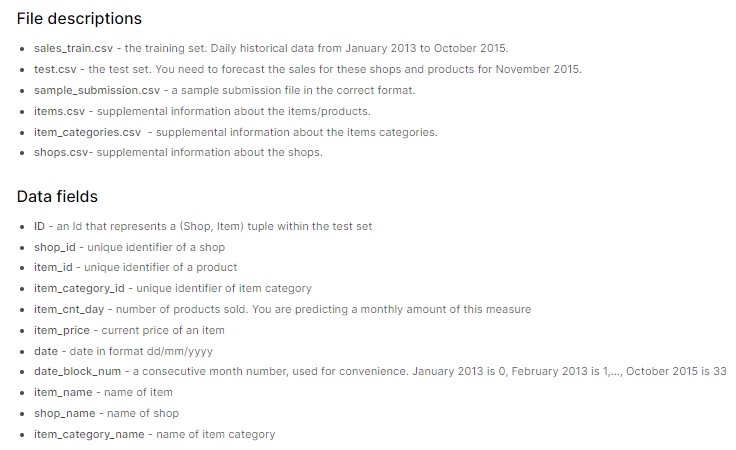 File descriptions
• sales_train.csv - the training set. Daily historical data from January 2013 to October 2015.
• test.csv - the test set. You need to forecast the sales for these shops and products for November 2015.
• sample_submission.csv - a sample submission file in the correct format.
• items.csv - supplemental information about the items/products.
• item_categories.csv  - supplemental information about the items categories.
• shops.csv- supplemental information about the shops.
Data fields
• ID - an Id that represents a (Shop, Item) tuple within the test set
• shop_id - unique identifier of a shop
• item_id - unique identifier of a product
• item_category_id - unique identifier of item category
• item_cnt_day - number of products sold. You are predicting a monthly amount of this measure
• item_price - current price of an item
• date - date in format dd/mm/yyyy
• date_block_num - a consecutive month number, used for convenience. January 2013 is 0, February 2013 is 1,..., October 2015 is 33
• item_name - name of item
• shop_name - name of shop
• item_category_name - name of item category